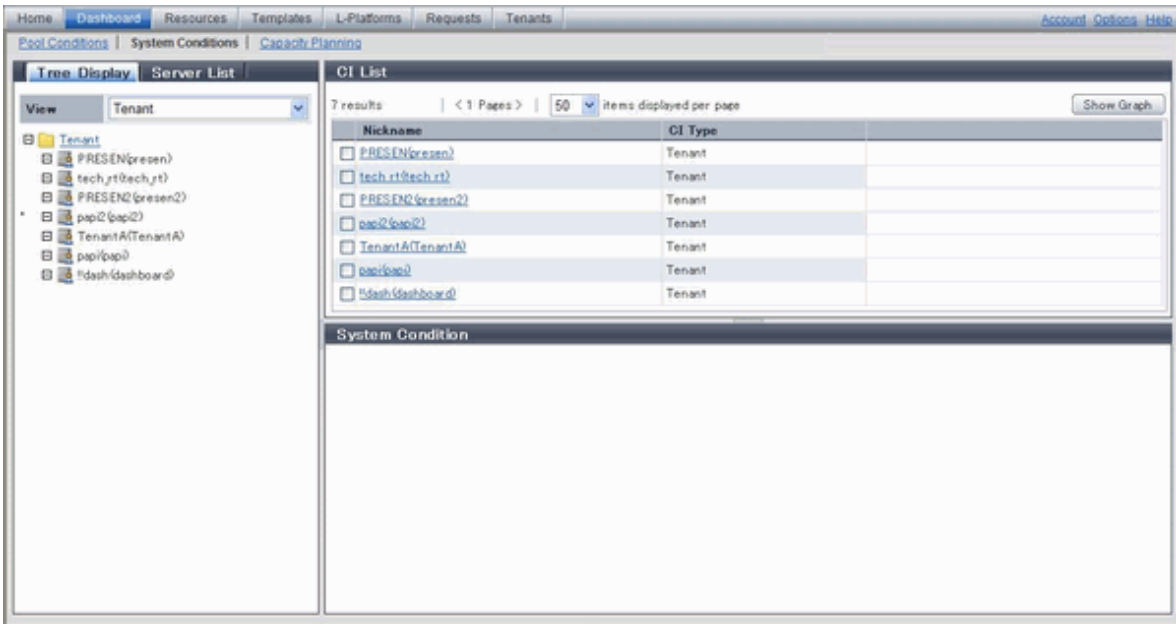 Home Dashboard Resources Templates L-Platforms Requests Tenants Account Options Help
Pool Conditions | System Conditions | Capacity Planning
Tree Display Server List
View Tenant
Tenant
PRESEN(presen)
tech_rt(tech_rt)
PRESEN2(presen2)
papi2(papi2)
TenantA(TenantA)
papi(papi)
!!dash(dashboard)
CI List
7 results | < 1 Pages > | 50 items displayed per page Show Graph
Nickname CI Type
PRESEN(presen) Tenant
tech_rt(tech_rt) Tenant
PRESEN2(presen2) Tenant
papi2(papi2) Tenant
TenantA(TenantA) Tenant
papi(papi) Tenant
!!dash(dashboard) Tenant
System Condition